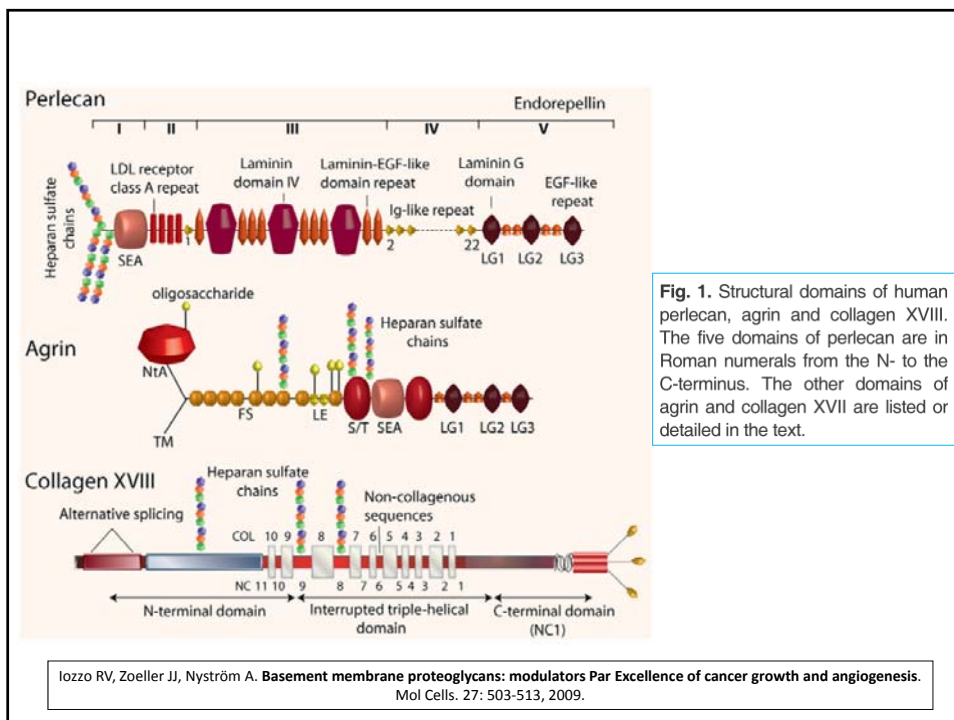 Perlecan
Endorepellin
I II III IV V
LDL receptor
class A repeat
Laminin
domain IV
Laminin-EGF-like
domain repeat
Laminin G
domain
EGF-like
repeat
Ig-like repeat
Heparan sulfate
chains
SEA
1
2
22
LG1 LG2 LG3
oligosaccharide
Heparan sulfate
chains
Agrin
NtA
TM
FS
LE
S/T SEA LG1 LG2 LG3
Collagen XVIII
Heparan sulfate
chains
Non-collagenous
sequences
Alternative splicing
COL 10 9 8 7 6 5 4 3 2 1
NC 11 10 9 8 7 6 5 4 3 2 1
N-terminal domain
Interrupted triple-helical
domain
C-terminal domain
(NC1)
Fig. 1. Structural domains of human
perlecan, agrin and collagen XVIII.
The five domains of perlecan are in
Roman numerals from the N- to the
C-terminus. The other domains of
agrin and collagen XVII are listed or
detailed in the text.
Iozzo RV, Zoeller JJ, Nyström A. Basement membrane proteoglycans: modulators Par Excellence of cancer growth and angiogenesis.
Mol Cells. 27: 503-513, 2009.